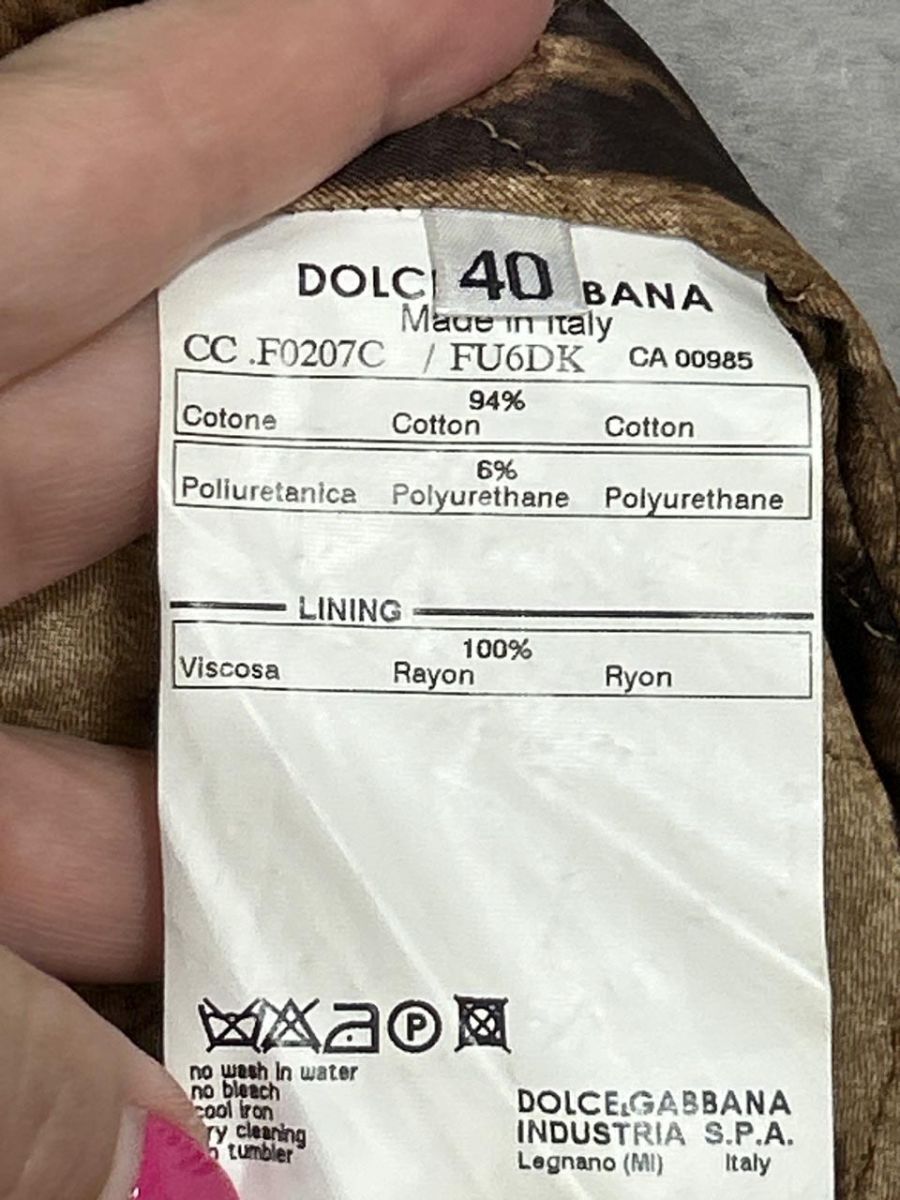 40
DOLC BANA
Made in Italy
CC .F0207C / FU6DK CA 00985
94%
Cotone Cotton Cotton
6%
Poliuretanica Polyurethane Polyurethane
LINING
100%
Viscosa Rayon Ryon
P
no wash in water
no bleach
cool iron
ry cleaning
tumbler
DOLCE&GABBANA
INDUSTRIA S.P.A.
Legnano (MI) Italy